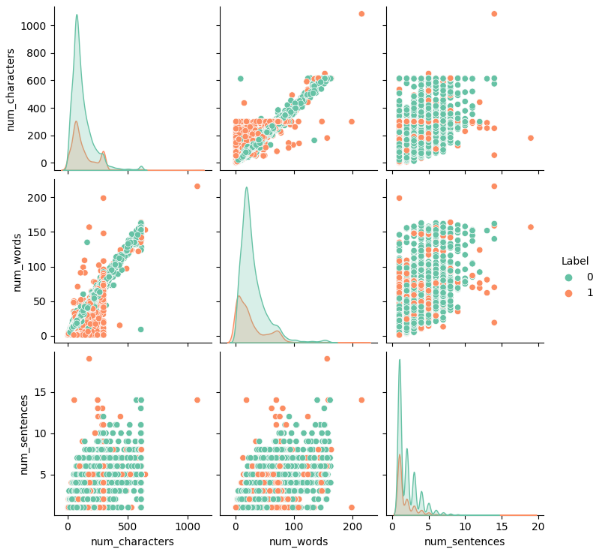 num_characters
1000
800
600
400
200
0
num_words
200
150
100
50
0
Label
0
1
num_sentences
15
10
5
0 500 1000
0 100 200
0 5 10 15 20
num_characters num_words num_sentences